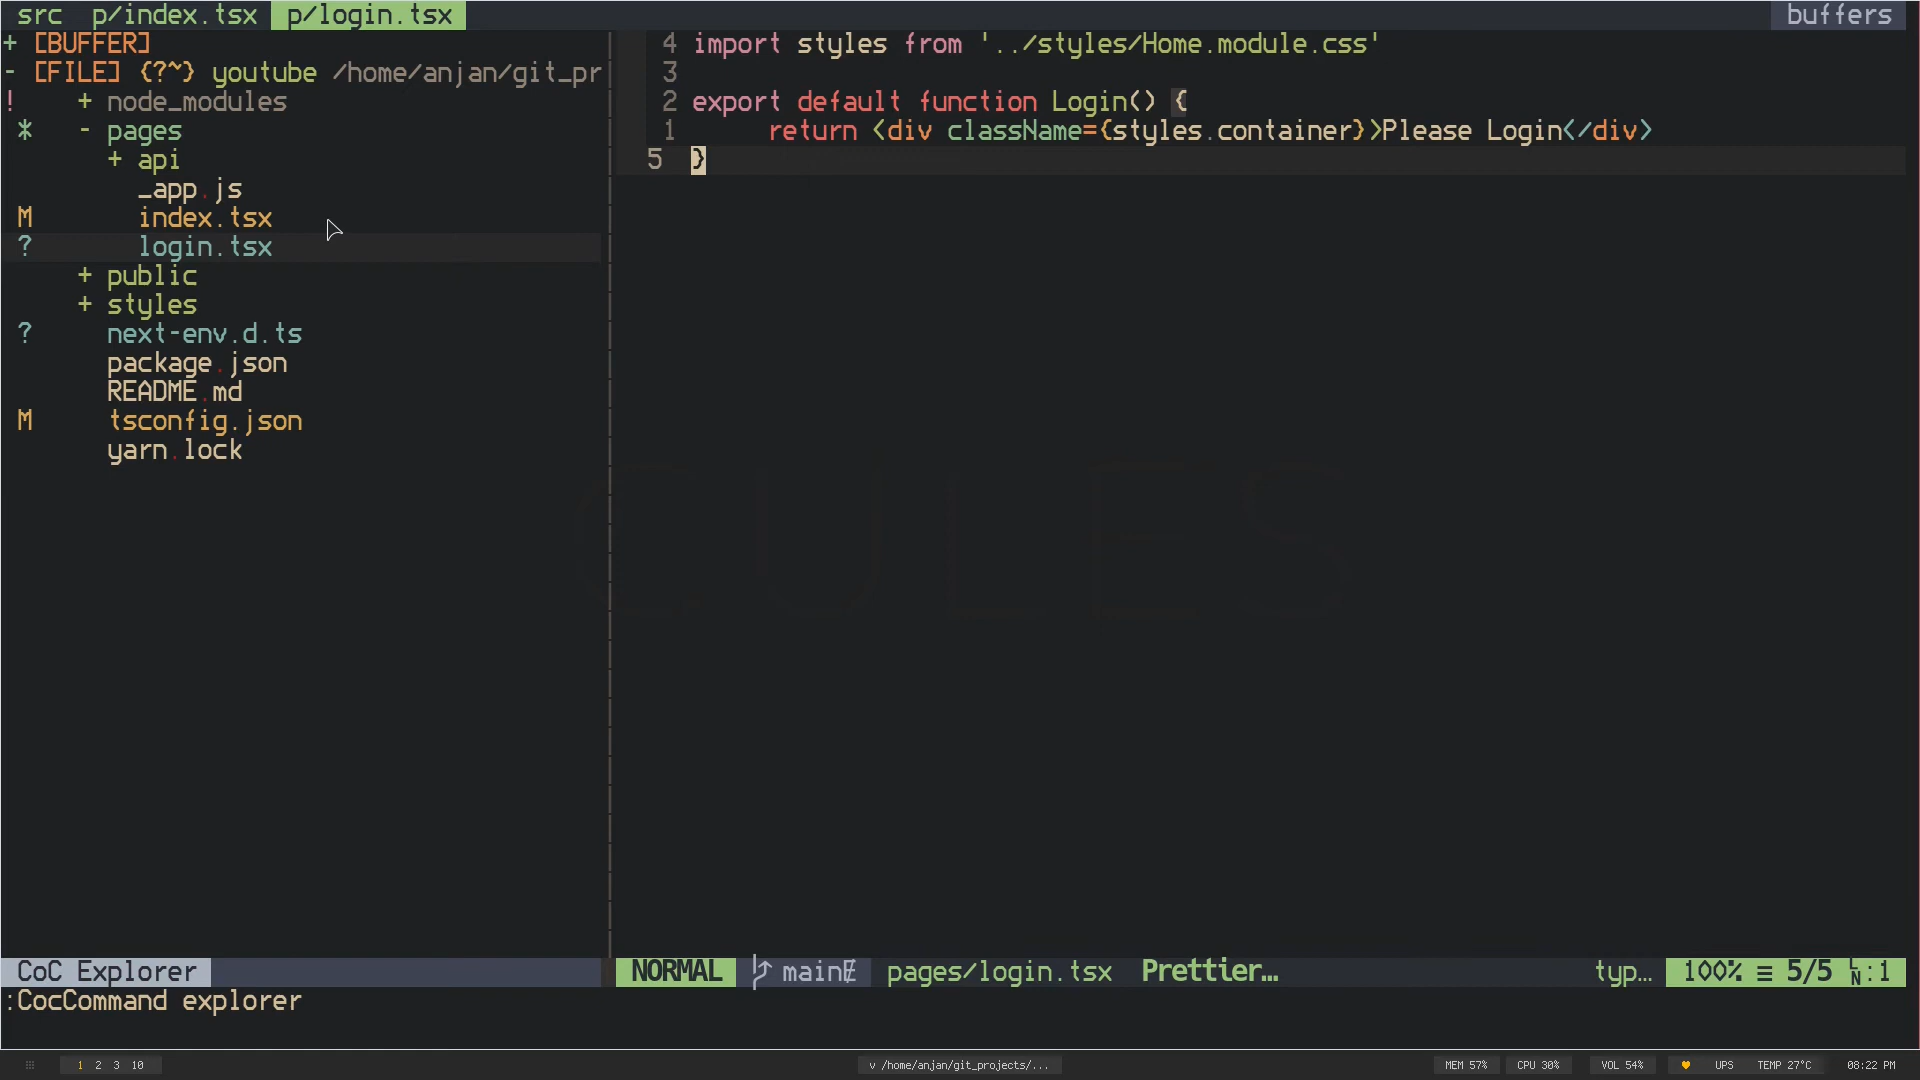 src p/index.tsx p/login.tsx buffers
+ [BUFFER]
- [FILE] {?~} youtube /home/anjan/git_pr
! + node_modules
* - pages
+ api
_app.js
M index.tsx
? login.tsx
+ public
+ styles
? next-env.d.ts
package.json
README.md
M tsconfig.json
yarn.lock
4 import styles from '../styles/Home.module.css'
3
2 export default function Login() {
1 return <div className={styles.container}>Please Login</div>
5 }
CoC Explorer
NORMAL main pages/login.tsx Prettier… typ… 100% ≡ 5/5 LN:1
:CocCommand explorer
1 2 3 10 v /home/anjan/git_projects/... MEM 57% CPU 30% VOL 54% UPS TEMP 27°C 08:22 PM